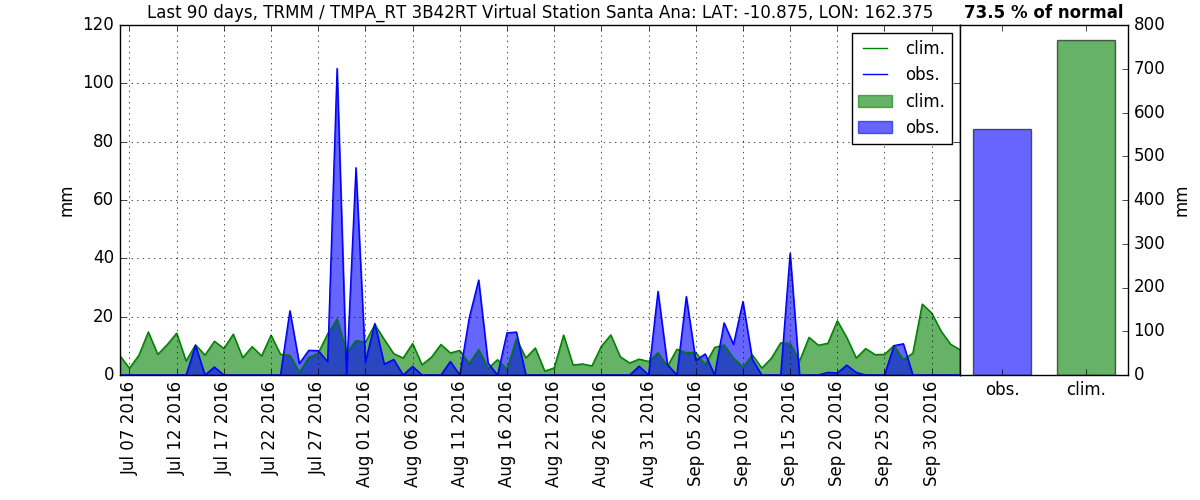 Last 90 days, TRMM / TMPA_RT 3B42RT Virtual Station Santa Ana: LAT: -10.875, LON: 162.375
73.5 % of normal
120
100
80
60
40
20
0
mm
clim.
obs.
clim.
obs.
800
700
600
500
400
300
200
100
0
mm
Jul 07 2016
Jul 12 2016
Jul 17 2016
Jul 22 2016
Jul 27 2016
Aug 01 2016
Aug 06 2016
Aug 11 2016
Aug 16 2016
Aug 21 2016
Aug 26 2016
Aug 31 2016
Sep 05 2016
Sep 10 2016
Sep 15 2016
Sep 20 2016
Sep 25 2016
Sep 30 2016
obs.
clim.